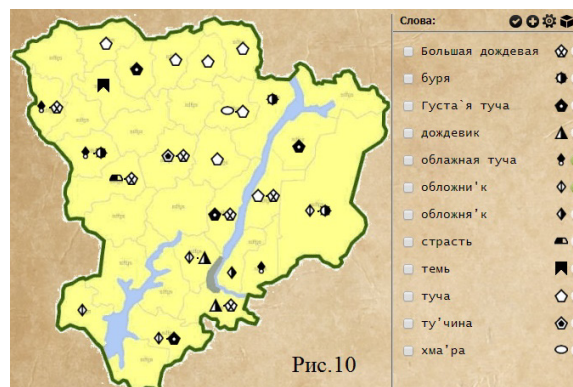 Слова:
Большая дождевая
буря
Густа`я туча
дождевик
облажная туча
обложни'к
обложня'к
страсть
темь
туча
ту'чина
хма'ра
Рис.10